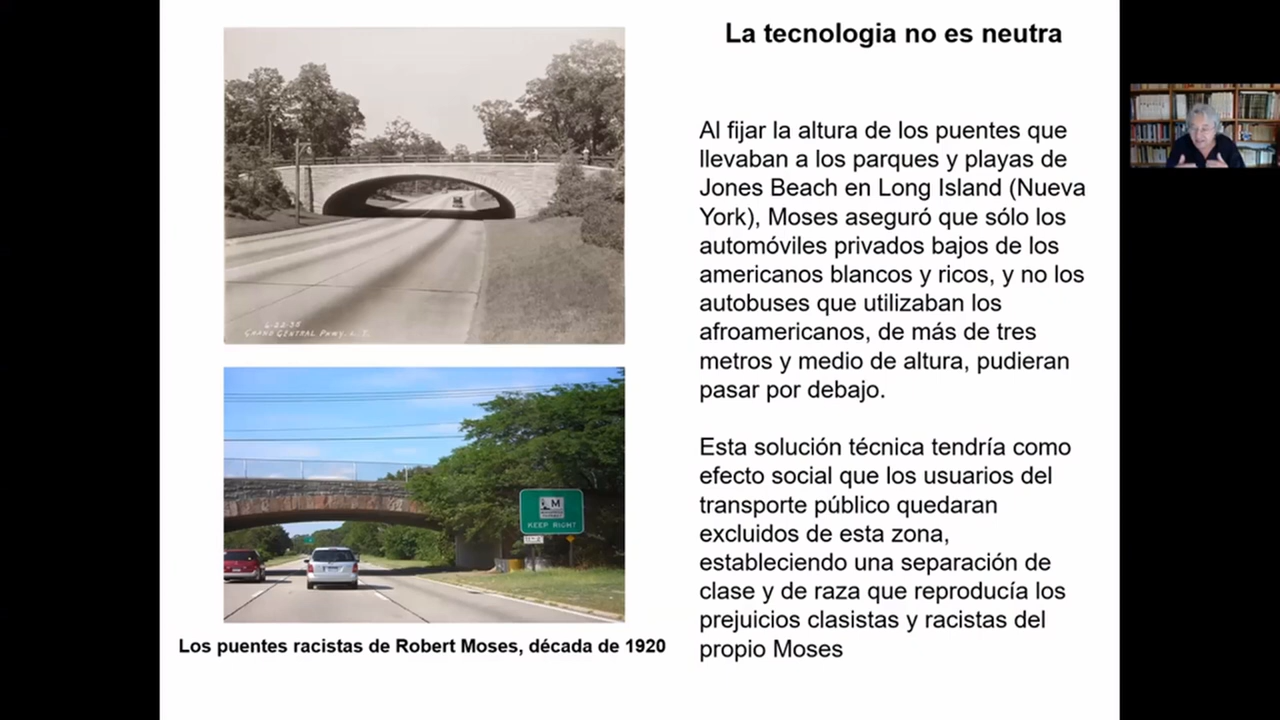 La tecnologia no es neutra
Al fijar la altura de los puentes que
llevaban a los parques y playas de
Jones Beach en Long Island (Nueva
York), Moses aseguró que sólo los
automóviles privados bajos de los
americanos blancos y ricos, y no los
autobuses que utilizaban los
afroamericanos, de más de tres
metros y medio de altura, pudieran
pasar por debajo.
Esta solución técnica tendría como
efecto social que los usuarios del
transporte público quedaran
excluidos de esta zona,
estableciendo una separación de
clase y de raza que reproducía los
prejuicios clasistas y racistas del
propio Moses
GRAND CENTRAL PKWY. L. I.
M
KEEP RIGHT
Los puentes racistas de Robert Moses, década de 1920